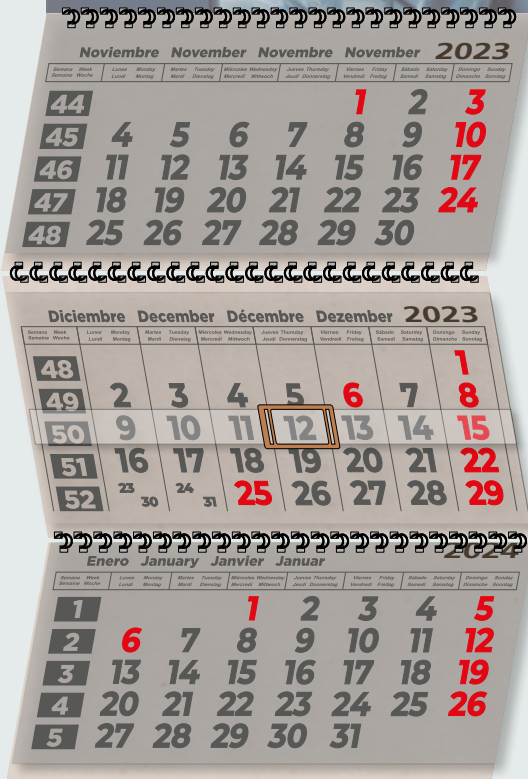 Noviembre November Novembre November 2023
Semana Week Lunes Monday Martes Tuesday Miércoles Wednesday Jueves Thursday Viernes Friday Sábado Saturday Domingo Sunday
Semaine Woche Lundi Montag Mardi Dienstag Mercredi Mittwoch Jeudi Donnerstag Vendredi Freitag Samedi Samstag Dimanche Sonntag
44 1 2 3
45 4 5 6 7 8 9 10
46 11 12 13 14 15 16 17
47 18 19 20 21 22 23 24
48 25 26 27 28 29 30
Diciembre December Décembre Dezember 2023
Semana Week Lunes Monday Martes Tuesday Miércoles Wednesday Jueves Thursday Viernes Friday Sábado Saturday Domingo Sunday
Semaine Woche Lundi Montag Mardi Dienstag Mercredi Mittwoch Jeudi Donnerstag Vendredi Freitag Samedi Samstag Dimanche Sonntag
48 1
49 2 3 4 5 6 7 8
50 9 10 11 12 13 14 15
51 16 17 18 19 20 21 22
52 23 30 24 31 25 26 27 28 29
2024
Enero January Janvier Januar
Semana Week Lunes Monday Martes Tuesday Miércoles Wednesday Jueves Thursday Viernes Friday Sábado Saturday Domingo Sunday
Semaine Woche Lundi Montag Mardi Dienstag Mercredi Mittwoch Jeudi Donnerstag Vendredi Freitag Samedi Samstag Dimanche Sonntag
1 1 2 3 4 5
2 6 7 8 9 10 11 12
3 13 14 15 16 17 18 19
4 20 21 22 23 24 25 26
5 27 28 29 30 31